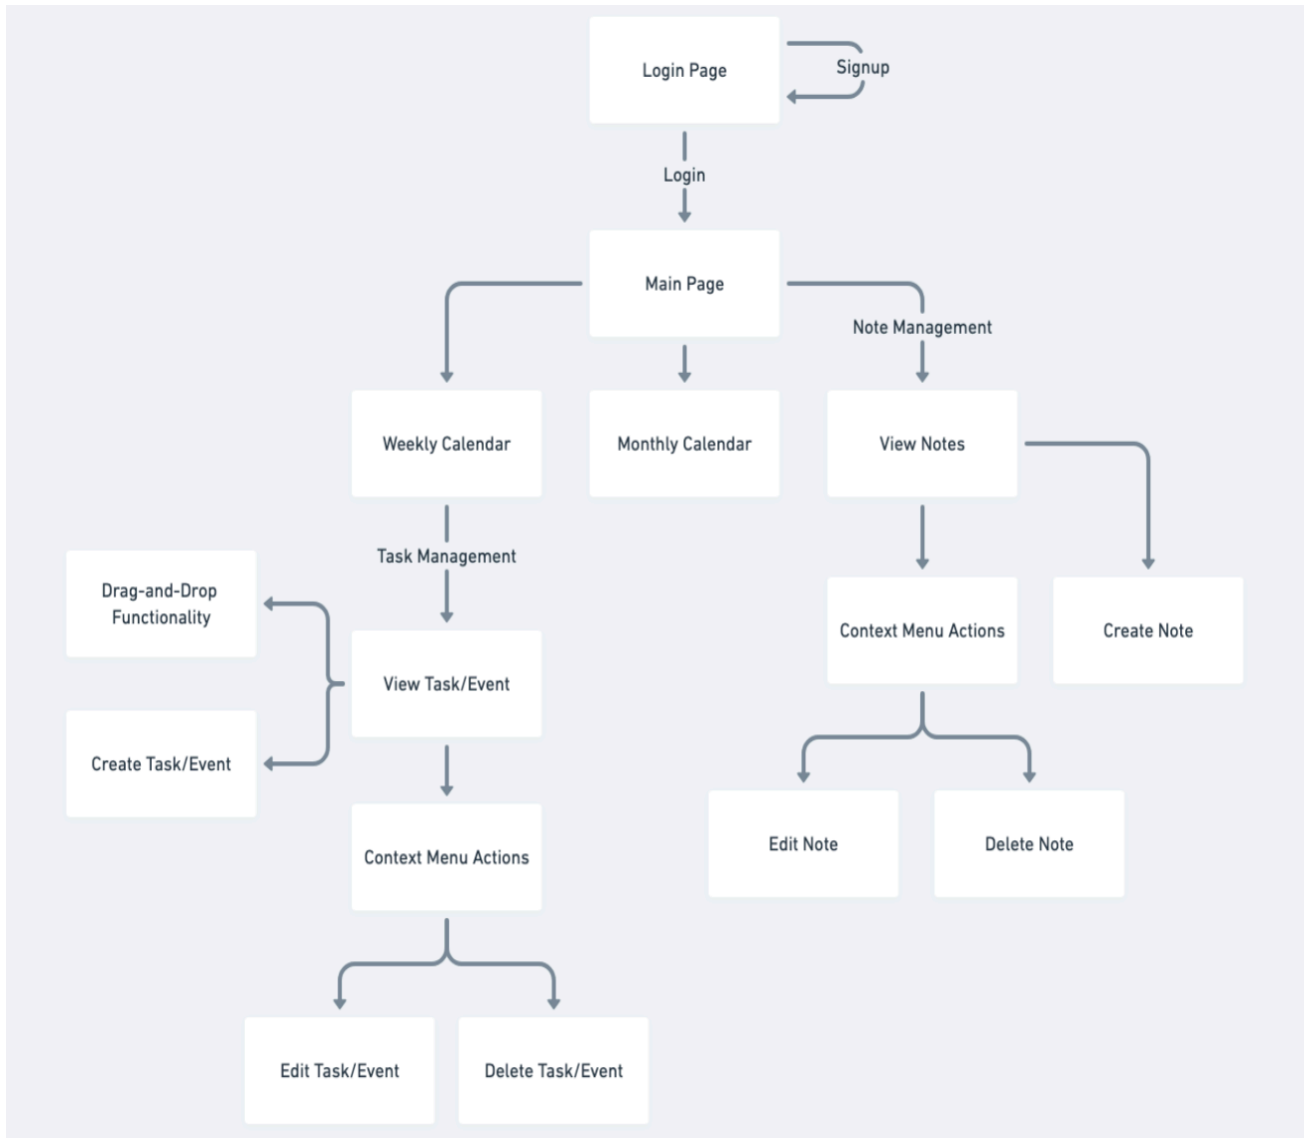 Login Page
Signup
Login
Main Page
Note Management
Weekly Calendar
Monthly Calendar
View Notes
Task Management
Drag-and-Drop
Functionality
Context Menu Actions
Create Note
View Task/Event
Create Task/Event
Context Menu Actions
Edit Note
Delete Note
Edit Task/Event
Delete Task/Event